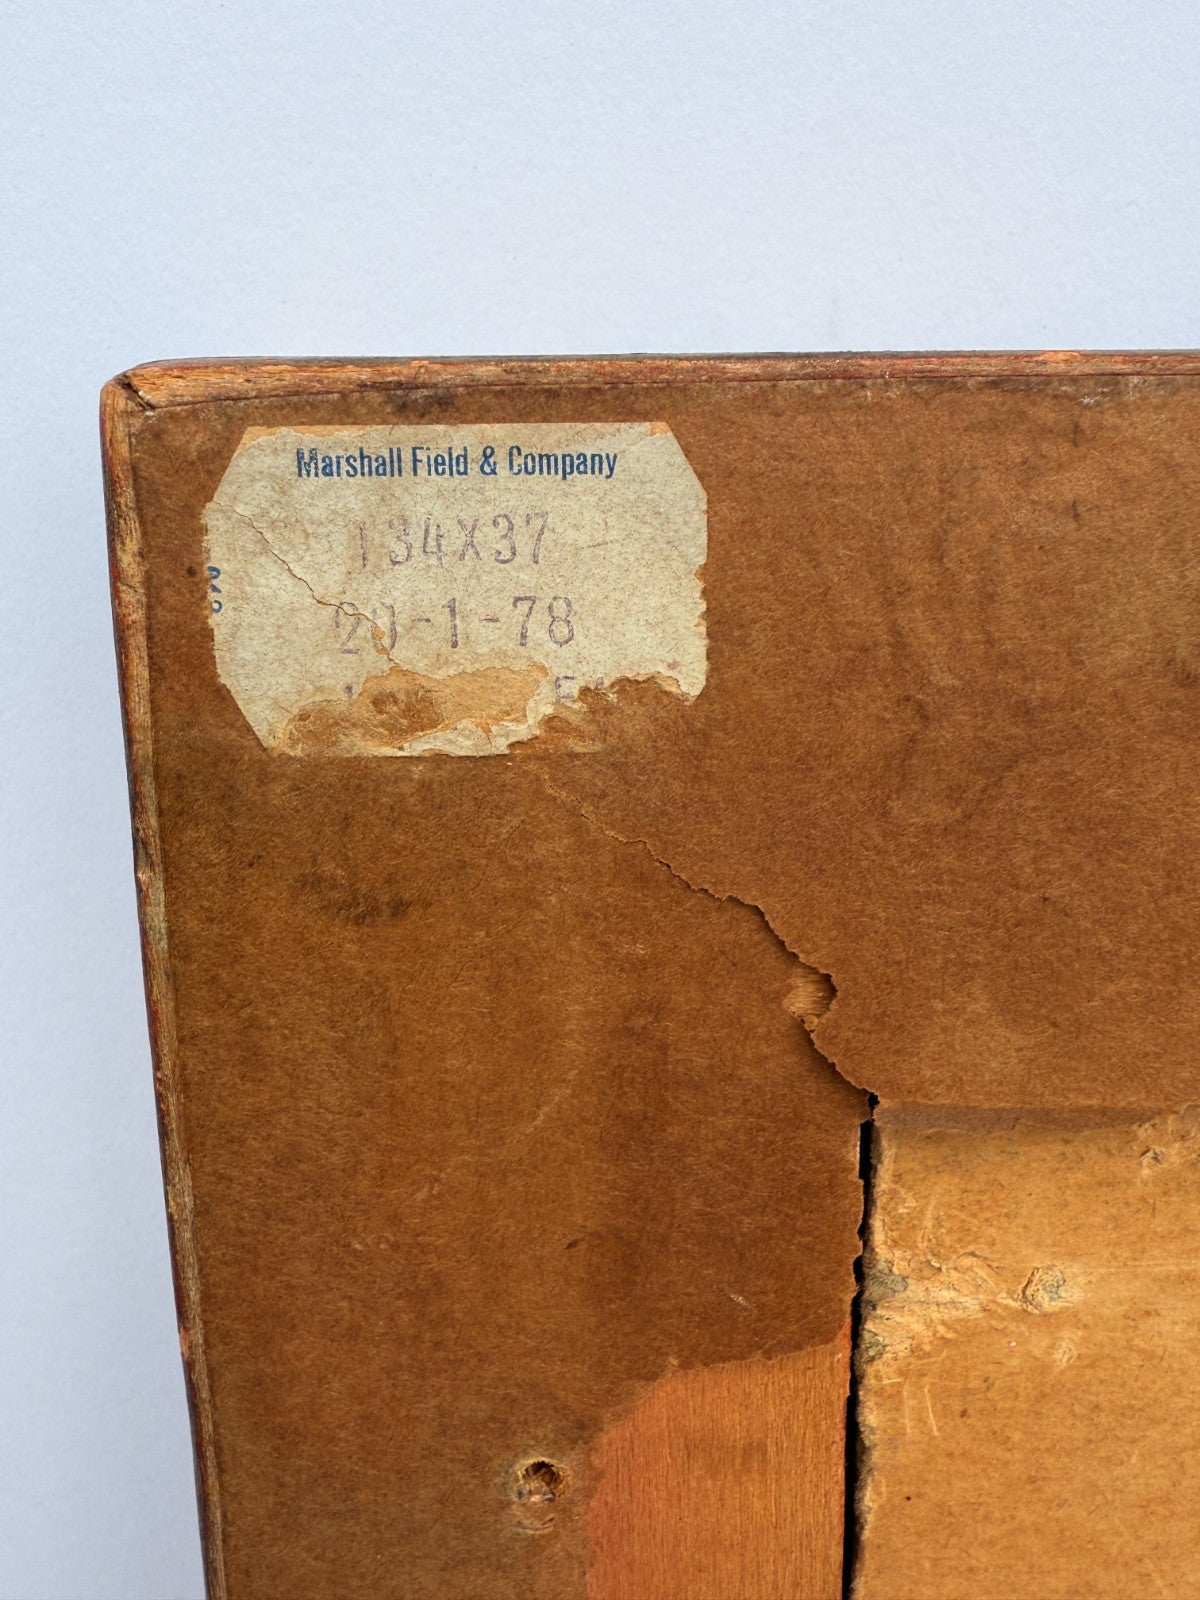 Marshall Field & Company
134X37
20-1-78